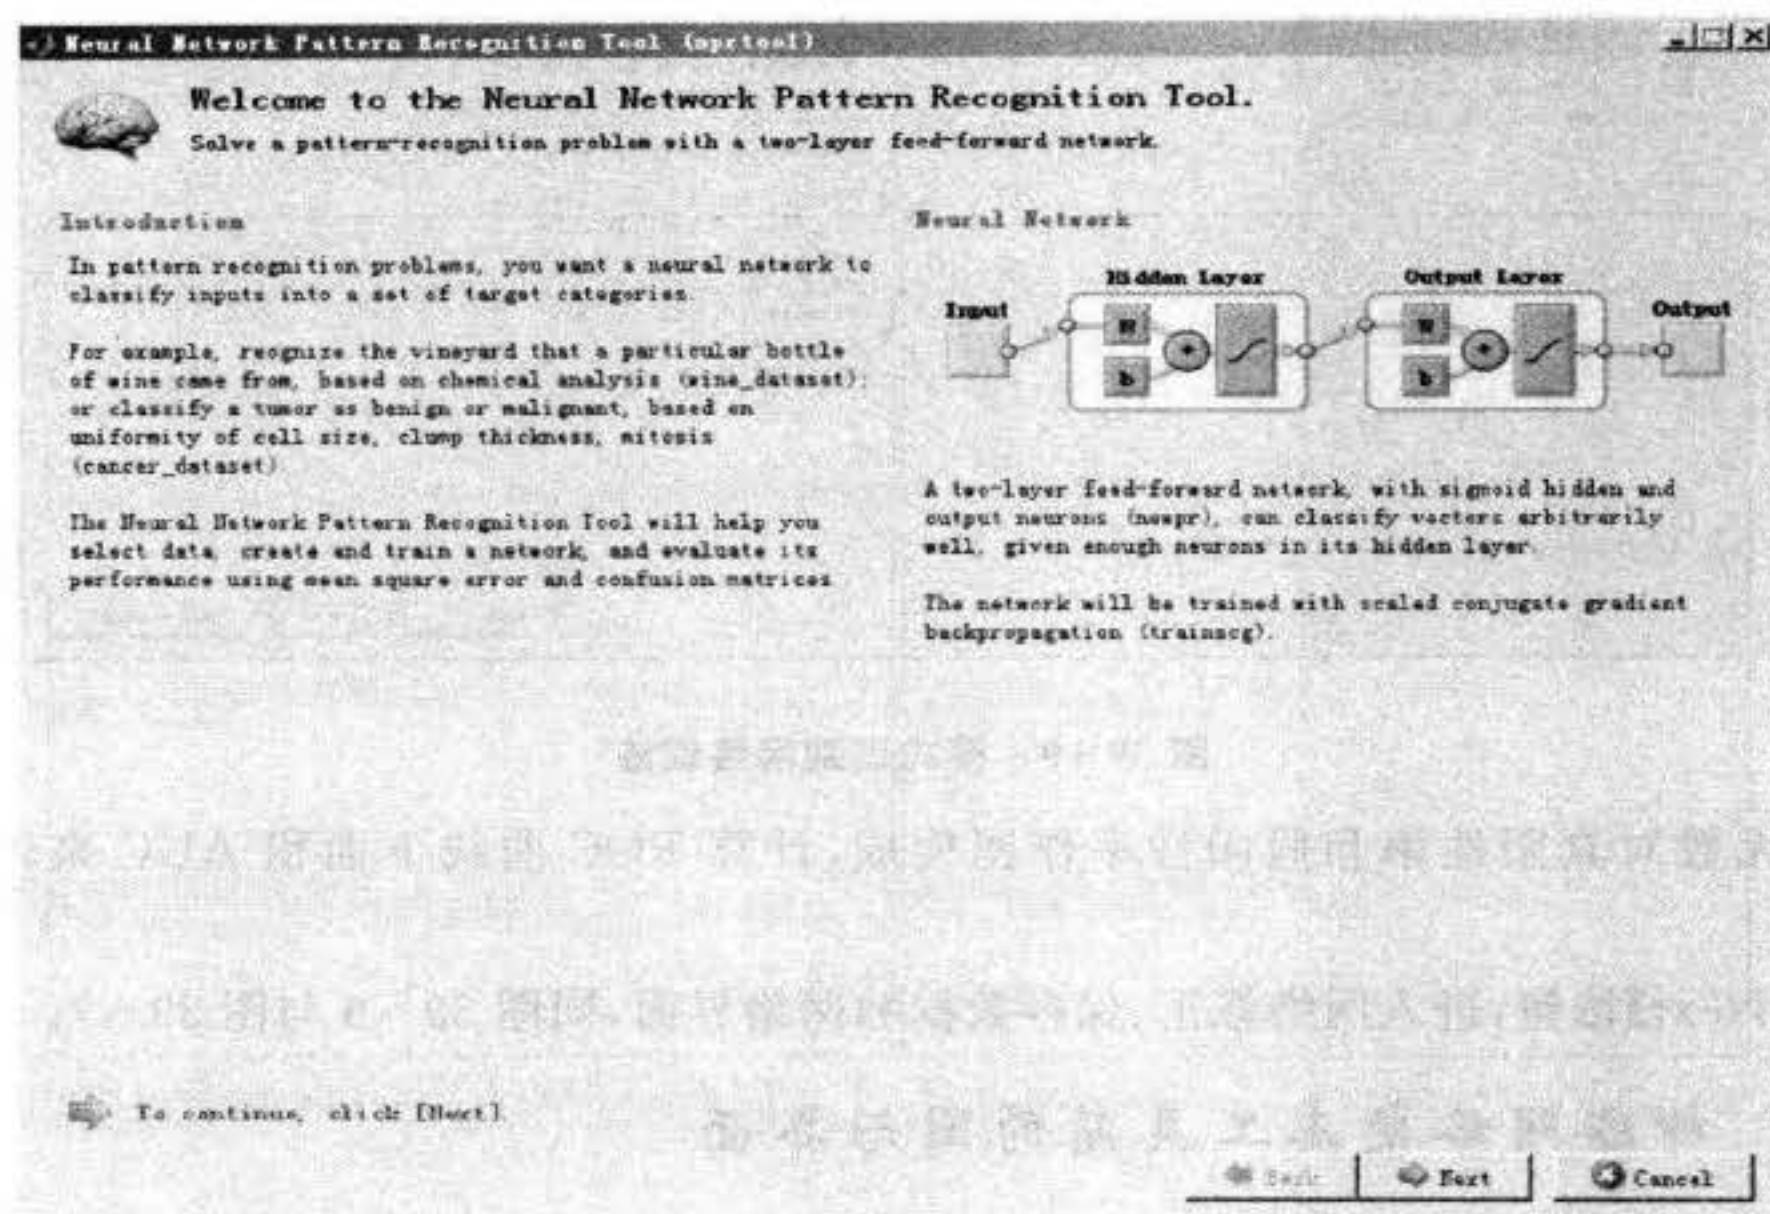 Neural Network Pattern Recognition Tool (nprtool)
Welcome to the Neural Network Pattern Recognition Tool.
Solve a pattern-recognition problem with a two-layer feed-forward network.
Introduction
In pattern recognition problems, you want a neural network to
classify inputs into a set of target categories.
For example, reognize the vineyard that a particular bottle
of wine came from, based on chemical analysis (wine_dataset);
or classify a tumor as benign or malignant, based on
uniformity of cell size, clump thickness, mitosis
(cancer_dataset)
The Neural Network Pattern Recognition Tool will help you
select data, create and train a network, and evaluate its
performance using mean square error and confusion matrices
Neural Network
Hidden Layer
Output Layer
Input
Output
W
b
W
b
A two-layer feed-forward network, with sigmoid hidden and
output neurons (newpr), can classify vectors arbitrarily
well, given enough neurons in its hidden layer.
The network will be trained with scaled conjugate gradient
backpropagation (trainscg).
To continue, click [Next].
Back
Next
Cancel